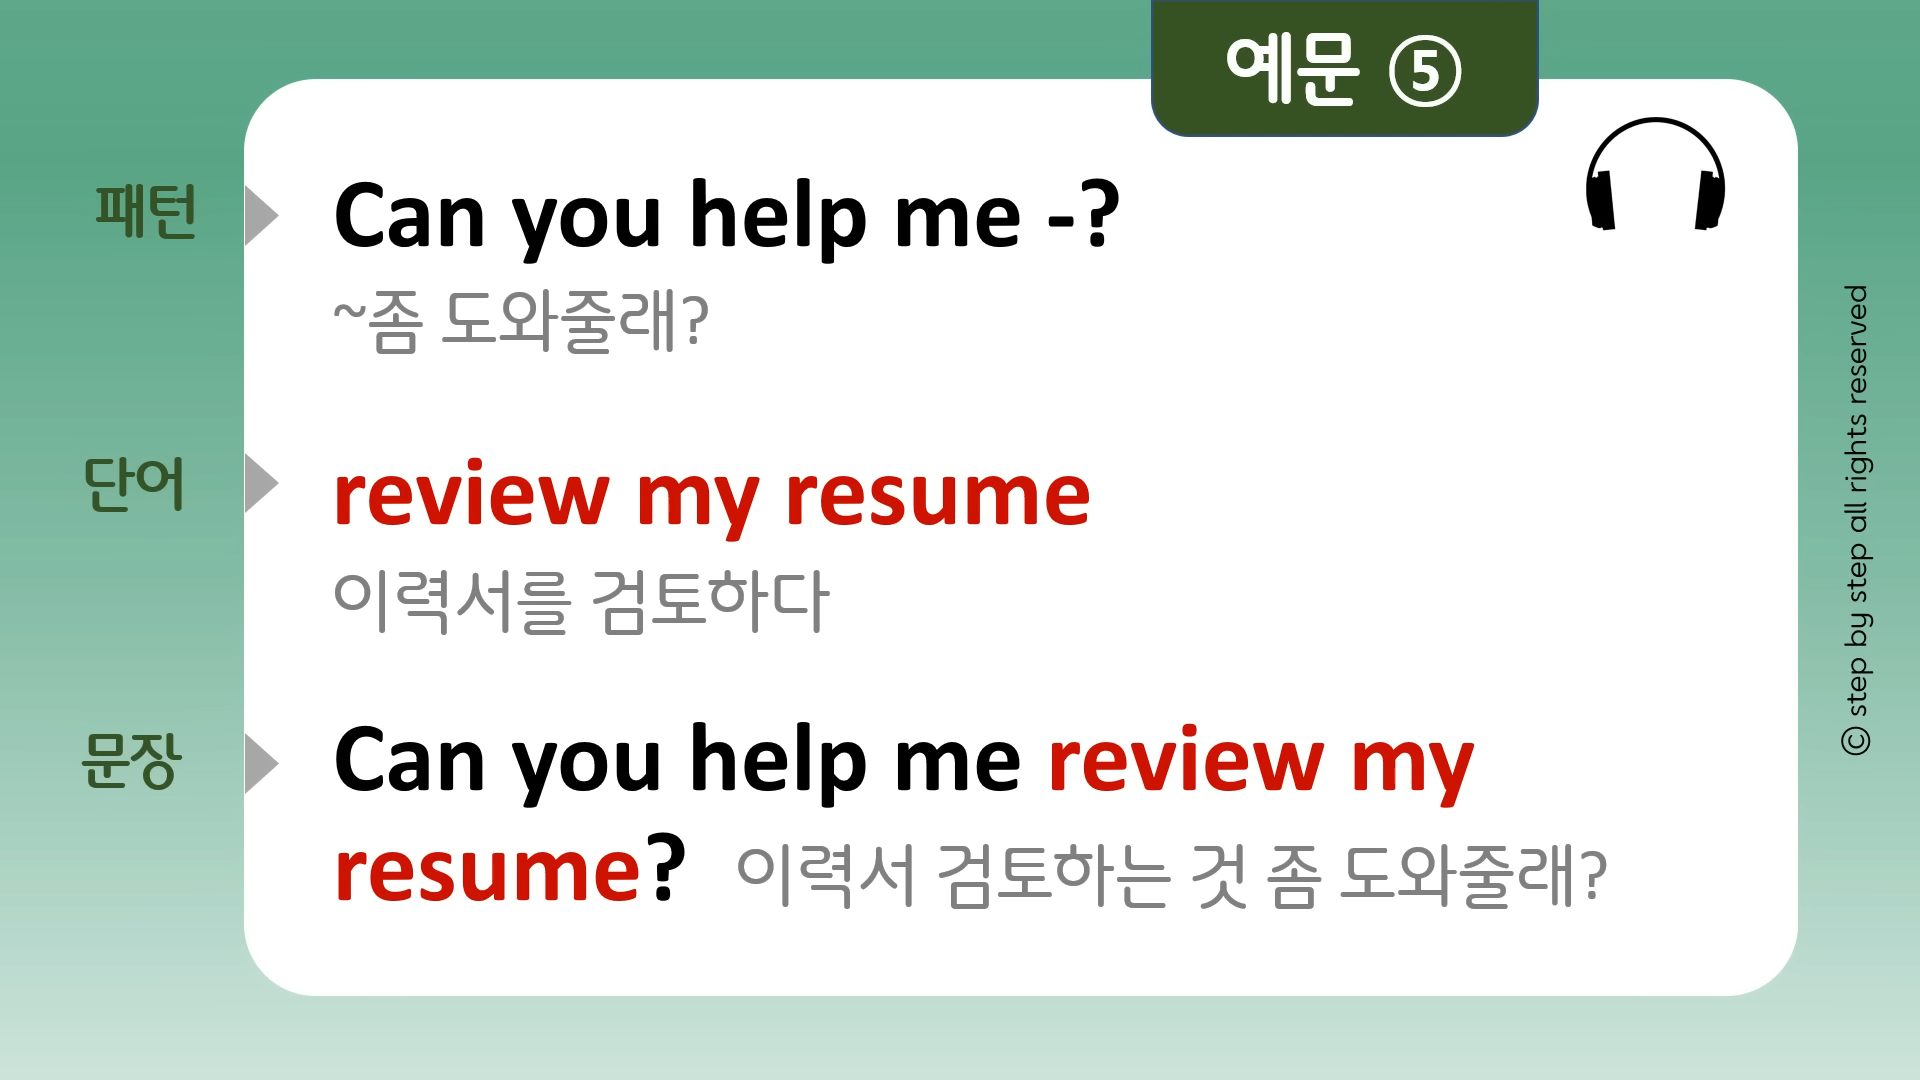 예문 ⑤
패턴
Can you help me -?
~좀 도와줄래?
단어
review my resume
이력서를 검토하다
문장
Can you help me review my
resume? 이력서 검토하는 것 좀 도와줄래?
© step by step all rights reserved